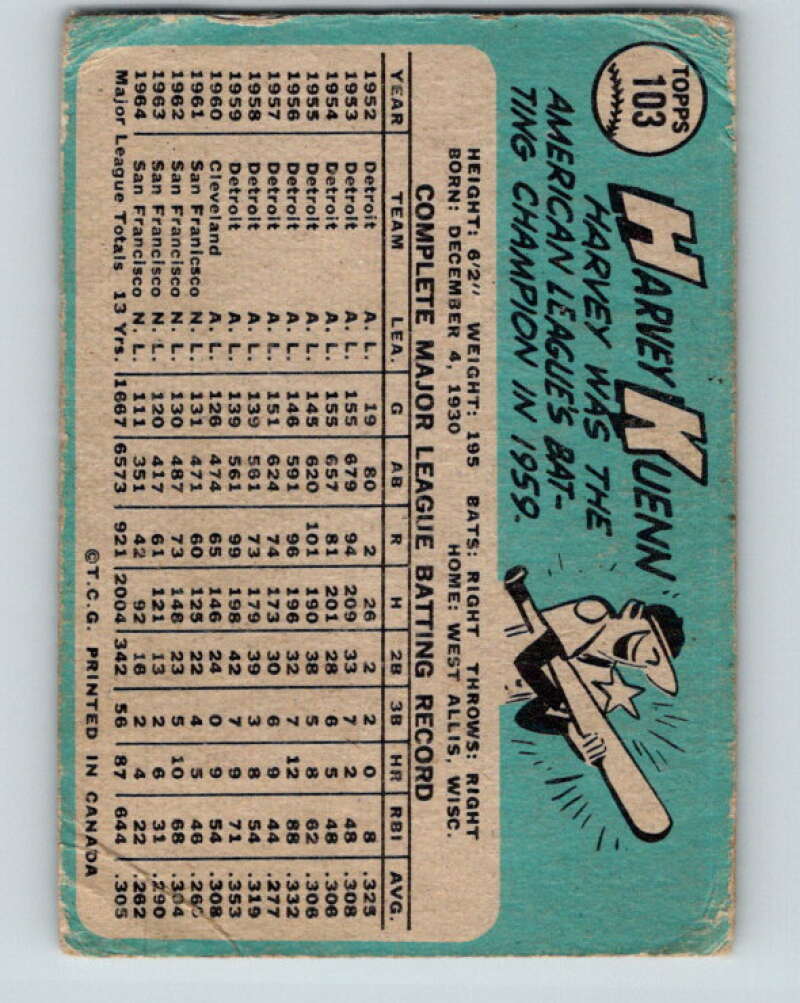 TOPPS
103
HARVEY KUENN
HARVEY WAS THE
AMERICAN LEAGUE'S BAT-
TING CHAMPION IN 1959.
HEIGHT: 6'2" WEIGHT: 195 BATS: RIGHT THROWS: RIGHT
BORN: DECEMBER 4, 1930 HOME: WEST ALLIS, WISC.
COMPLETE MAJOR LEAGUE BATTING RECORD
YEAR TEAM LEA. G AB R H 2B 3B HR RBI AVG.
1952 Detroit A. L. 19 80 2 26 2 2 0 8 .325
1953 Detroit A. L. 155 679 94 209 33 7 2 48 .308
1954 Detroit A. L. 155 657 81 201 28 6 5 48 .306
1955 Detroit A. L. 145 620 101 190 38 5 8 62 .306
1956 Detroit A. L. 146 591 96 196 32 7 12 88 .332
1957 Detroit A. L. 151 624 74 173 30 6 9 44 .277
1958 Detroit A. L. 139 561 73 179 39 3 8 54 .319
1959 Detroit A. L. 139 561 99 198 42 7 9 71 .353
1960 Cleveland A. L. 126 474 65 146 24 0 9 54 .308
1961 San Franicsco N. L. 131 471 60 125 22 4 5 46 .265
1962 San Francisco N. L. 130 487 73 148 23 5 10 68 .304
1963 San Francisco N. L. 120 417 61 121 13 2 6 31 .290
1964 San Francisco N. L. 111 351 42 92 16 2 4 22 .262
Major League Totals 13 Yrs. 1667 6573 921 2004 342 56 87 644 .305
©T.C.G. PRINTED IN CANADA